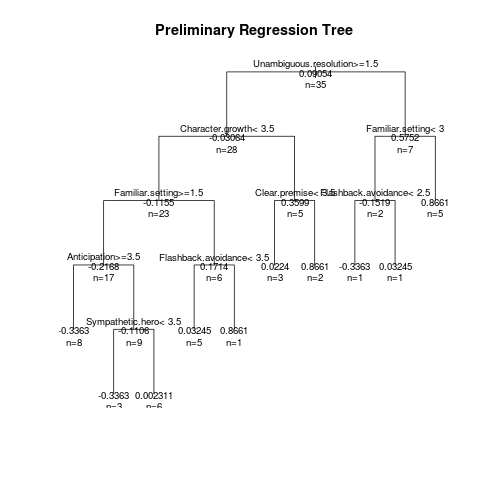 Preliminary Regression Tree
Unambiguous.resolution>=1.5
0.09054
n=35
Character.growth< 3.5
-0.03064
n=28
Familiar.setting< 3
0.5752
n=7
Familiar.setting>=1.5
-0.1155
n=23
Clear.premise< 3.5
0.3599
n=5
Flashback.avoidance< 2.5
-0.1519
n=2
0.8661
n=5
Anticipation>=3.5
-0.2168
n=17
Flashback.avoidance< 3.5
0.1714
n=6
0.0224
n=3
0.8661
n=2
-0.3363
n=1
0.03245
n=1
-0.3363
n=8
Sympathetic.hero< 3.5
-0.1106
n=9
0.03245
n=5
0.8661
n=1
-0.3363
n=3
0.002311
n=6